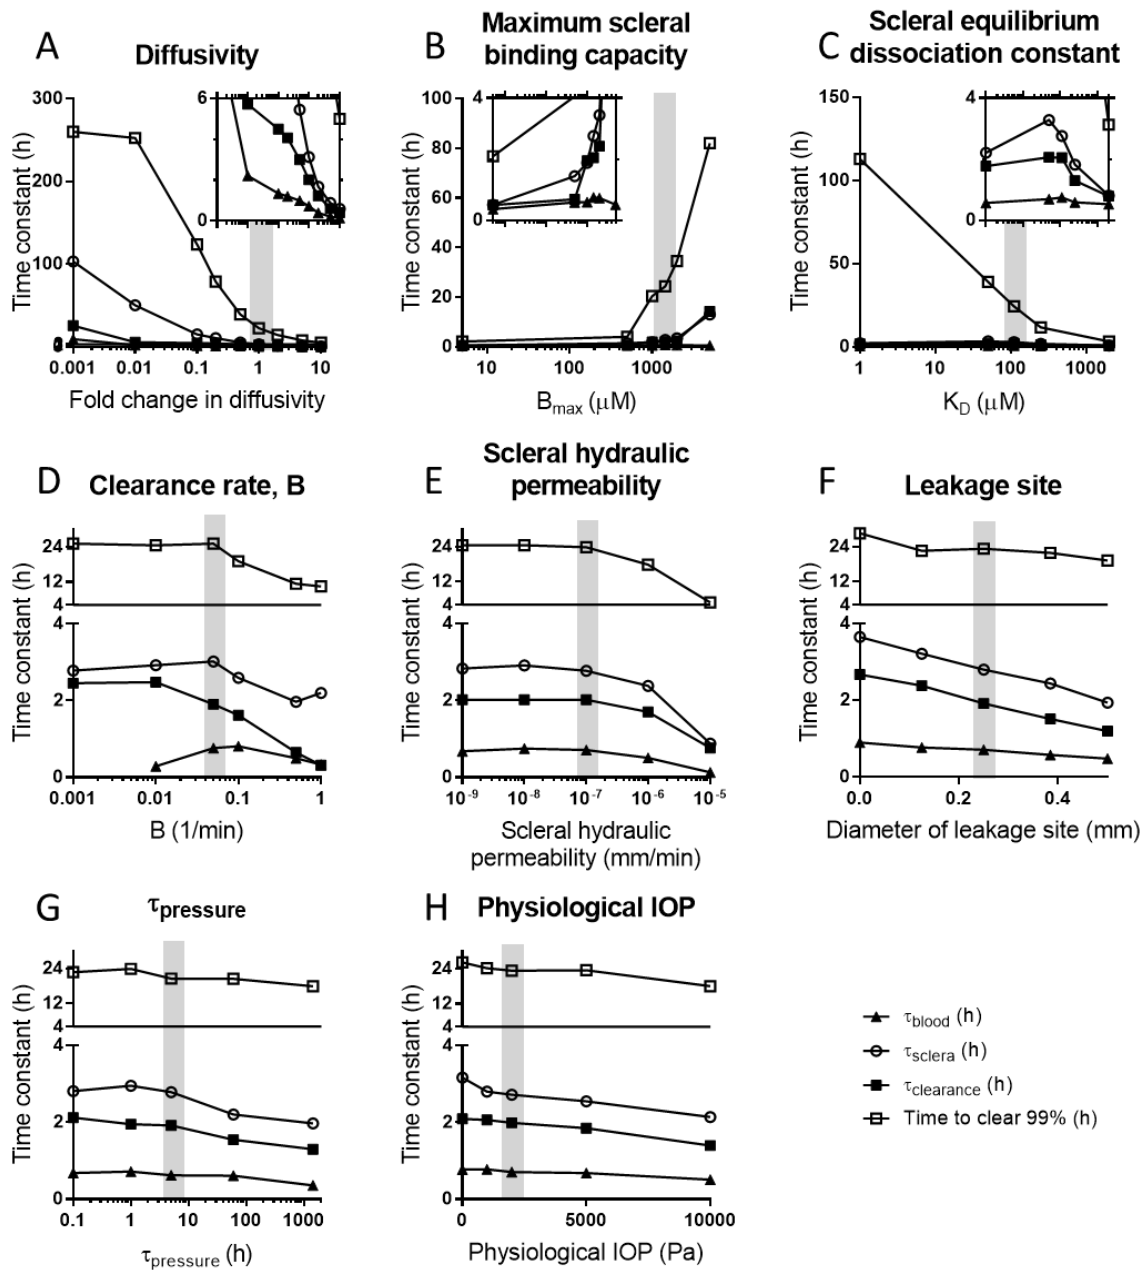 A
Diffusivity
Time constant (h)
300
200
100
0
6
0
0.001 0.01 0.1 1 10
Fold change in diffusivity
B
Maximum scleral
binding capacity
Time constant (h)
100
80
60
40
20
0
4
0
10 100 1000
B_max (μM)
C
Scleral equilibrium
dissociation constant
Time constant (h)
150
100
50
0
4
0
1 10 100 1000
K_D (μM)
D
Clearance rate, B
Time constant (h)
24
12
4
4
2
0
0.001 0.01 0.1 1
B (1/min)
E
Scleral hydraulic
permeability
Time constant (h)
24
12
4
4
2
0
10⁻⁹ 10⁻⁸ 10⁻⁷ 10⁻⁶ 10⁻⁵
Scleral hydraulic
permeability (mm/min)
F
Leakage site
Time constant (h)
24
12
4
4
2
0
0.0 0.2 0.4
Diameter of leakage site (mm)
G
τ_pressure
Time constant (h)
24
12
4
4
2
0
0.1 1 10 100 1000
τ_pressure (h)
H
Physiological IOP
Time constant (h)
24
12
4
4
2
0
0 5000 10000
Physiological IOP (Pa)
τ_blood (h)
τ_sclera (h)
τ_clearance (h)
Time to clear 99% (h)